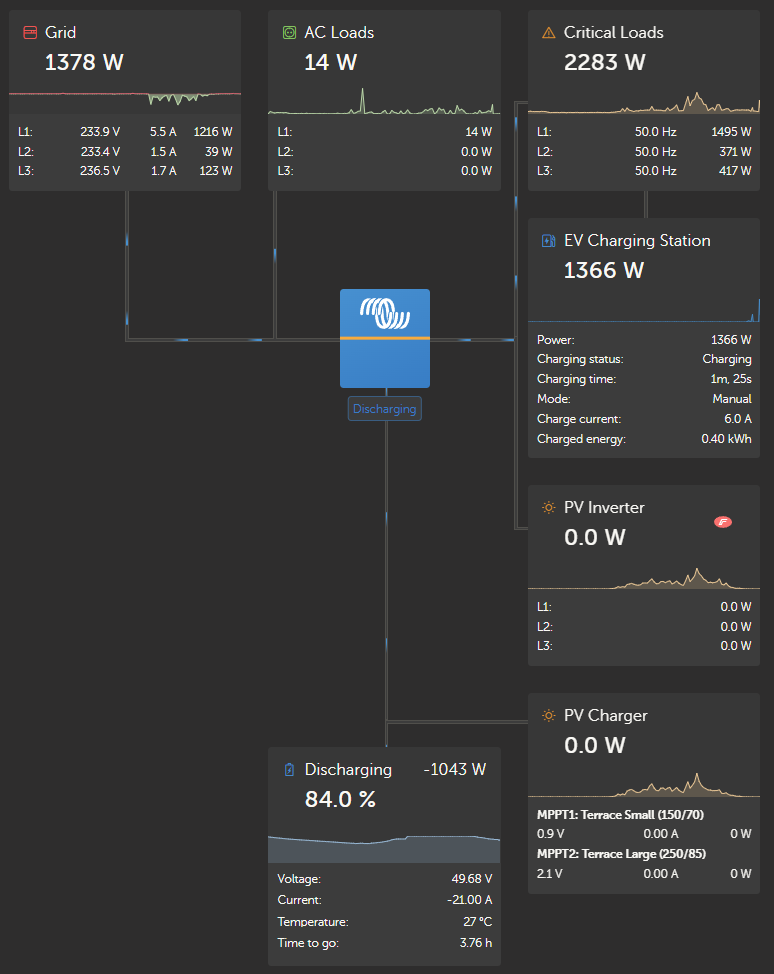 Grid
1378 W
L1: 233.9 V 5.5 A 1216 W
L2: 233.4 V 1.5 A 39 W
L3: 236.5 V 1.7 A 123 W
AC Loads
14 W
L1: 14 W
L2: 0.0 W
L3: 0.0 W
Critical Loads
2283 W
L1: 50.0 Hz 1495 W
L2: 50.0 Hz 371 W
L3: 50.0 Hz 417 W
EV Charging Station
1366 W
Power: 1366 W
Charging status: Charging
Charging time: 1m, 25s
Mode: Manual
Charge current: 6.0 A
Charged energy: 0.40 kWh
Discharging
PV Inverter
0.0 W
L1: 0.0 W
L2: 0.0 W
L3: 0.0 W
PV Charger
0.0 W
MPPT1: Terrace Small (150/70)
0.9 V 0.00 A 0 W
MPPT2: Terrace Large (250/85)
2.1 V 0.00 A 0 W
Discharging -1043 W
84.0 %
Voltage: 49.68 V
Current: -21.00 A
Temperature: 27 °C
Time to go: 3.76 h